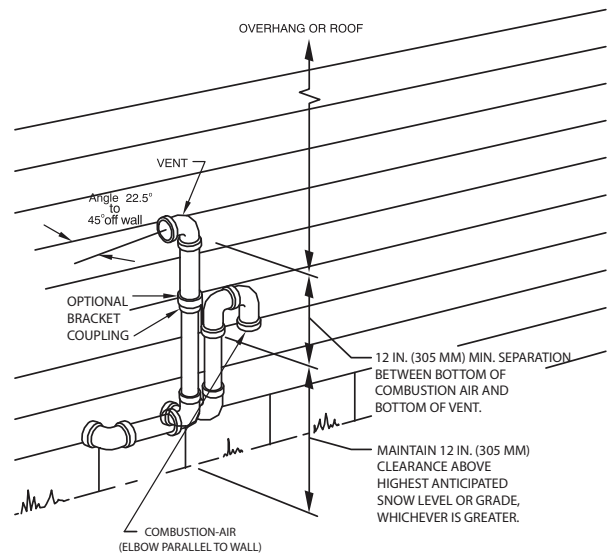 OVERHANG OR ROOF
VENT
Angle 22.5°
to
45°off wall
OPTIONAL
BRACKET
COUPLING
12 IN. (305 MM) MIN. SEPARATION
BETWEEN BOTTOM OF
COMBUSTION AIR AND
BOTTOM OF VENT.
MAINTAIN 12 IN. (305 MM)
CLEARANCE ABOVE
HIGHEST ANTICIPATED
SNOW LEVEL OR GRADE,
WHICHEVER IS GREATER.
COMBUSTION-AIR
(ELBOW PARALLEL TO WALL)